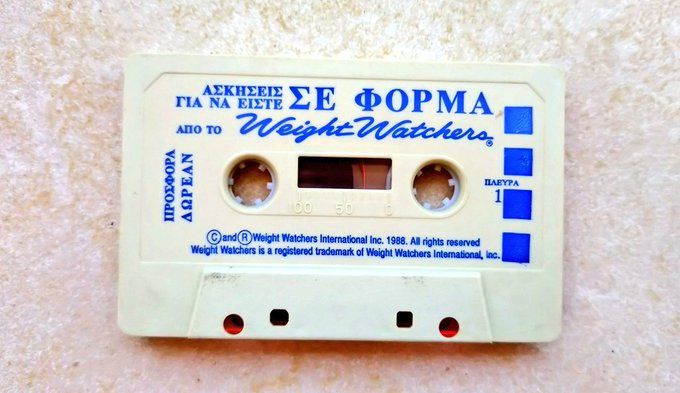 ΑΣΚΗΣΕΙΣ
ΓΙΑ ΝΑ ΕΙΣΤΕ ΣΕ ΦΟΡΜΑ
ΑΠΟ ΤΟ Weight Watchers®
ΠΡΟΣΦΟΡΑ
ΔΩΡΕΑΝ
ΠΛΕΥΡΑ
1
100 50 0
Ⓒ and Ⓡ Weight Watchers International Inc. 1988. All rights reserved
Weight Watchers is a registered trademark of Weight Watchers International, Inc.